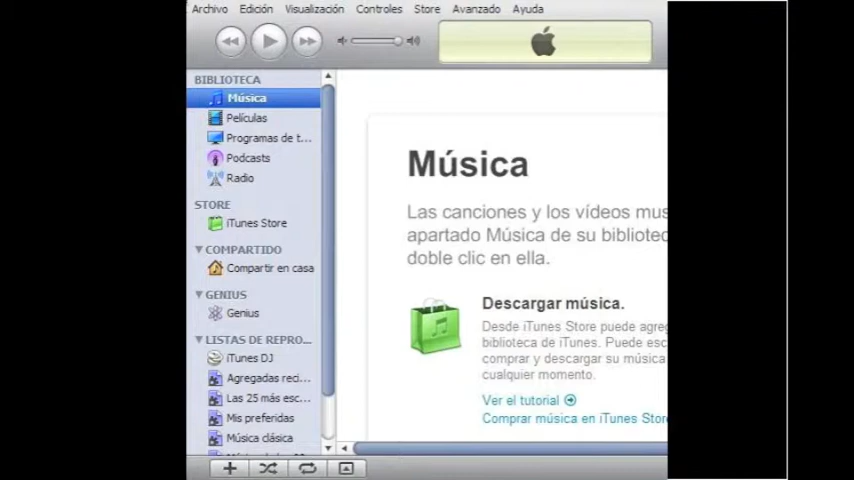 Archivo Edición Visualización Controles Store Avanzado Ayuda
BIBLIOTECA
Música
Películas
Programas de t...
Podcasts
Radio
STORE
iTunes Store
COMPARTIDO
Compartir en casa
GENIUS
Genius
LISTAS DE REPRO...
iTunes DJ
Agregadas reci...
Las 25 más esc...
Mis preferidas
Música clásica
Música
Las canciones y los vídeos mus
apartado Música de su bibliotec
doble clic en ella.
Descargar música.
Desde iTunes Store puede agreg
biblioteca de iTunes. Puede esc
comprar y descargar su música
cualquier momento.
Ver el tutorial
Comprar música en iTunes Store